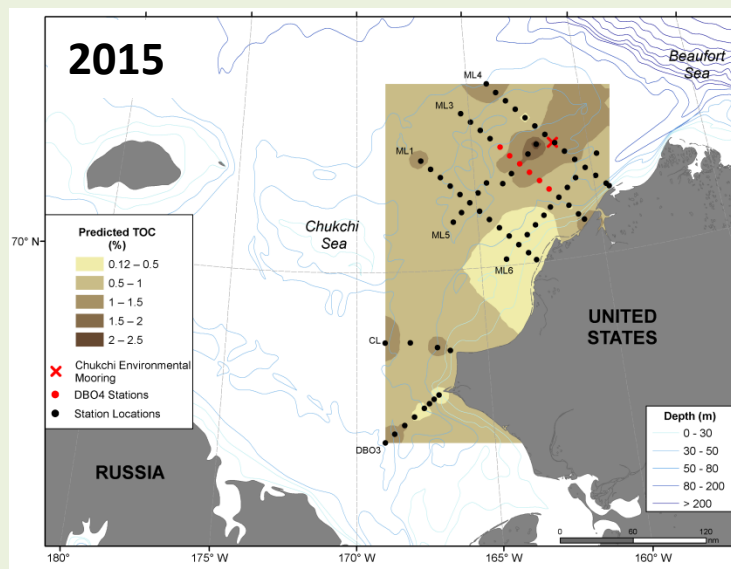 2015
Beaufort
Sea
ML4
ML3
ML1
ML5
ML6
Chukchi
Sea
70° N
Predicted TOC
(%)
0.12 – 0.5
0.5 – 1
1 – 1.5
1.5 – 2
2 – 2.5
Chukchi Environmental
Mooring
DBO4 Stations
Station Locations
CL
UNITED
STATES
DBO3
RUSSIA
Depth (m)
0 - 30
30 - 50
50 - 80
80 - 200
> 200
0 60 120
nm
180° 175° W 170° W 165° W 160° W